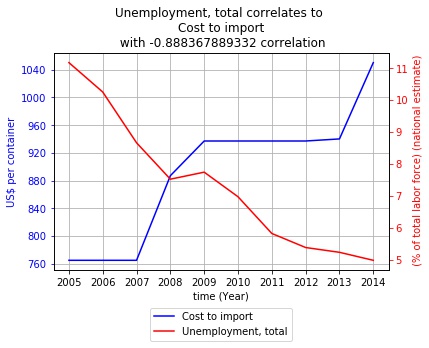 Unemployment, total correlates to
Cost to import
with -0.888367889332 correlation
1040
1000
960
920
880
840
800
760
US$ per container
11
10
9
8
7
6
5
(% of total labor force) (national estimate)
2005 2006 2007 2008 2009 2010 2011 2012 2013 2014
time (Year)
Cost to import
Unemployment, total